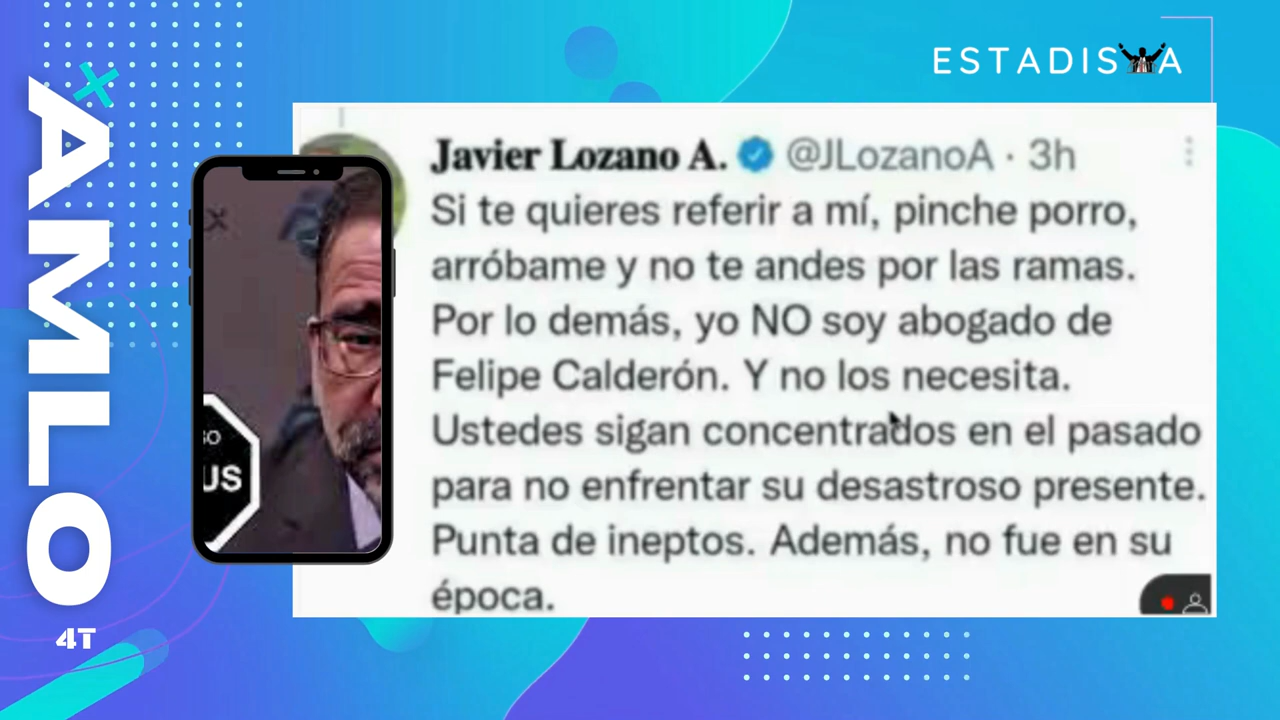 AMLO
4T
ESTADISTA
Javier Lozano A. @JLozanoA · 3h
Si te quieres referir a mí, pinche porro,
arróbame y no te andes por las ramas.
Por lo demás, yo NO soy abogado de
Felipe Calderón. Y no los necesita.
Ustedes sigan concentrados en el pasado
para no enfrentar su desastroso presente.
Punta de ineptos. Además, no fue en su
época.
US